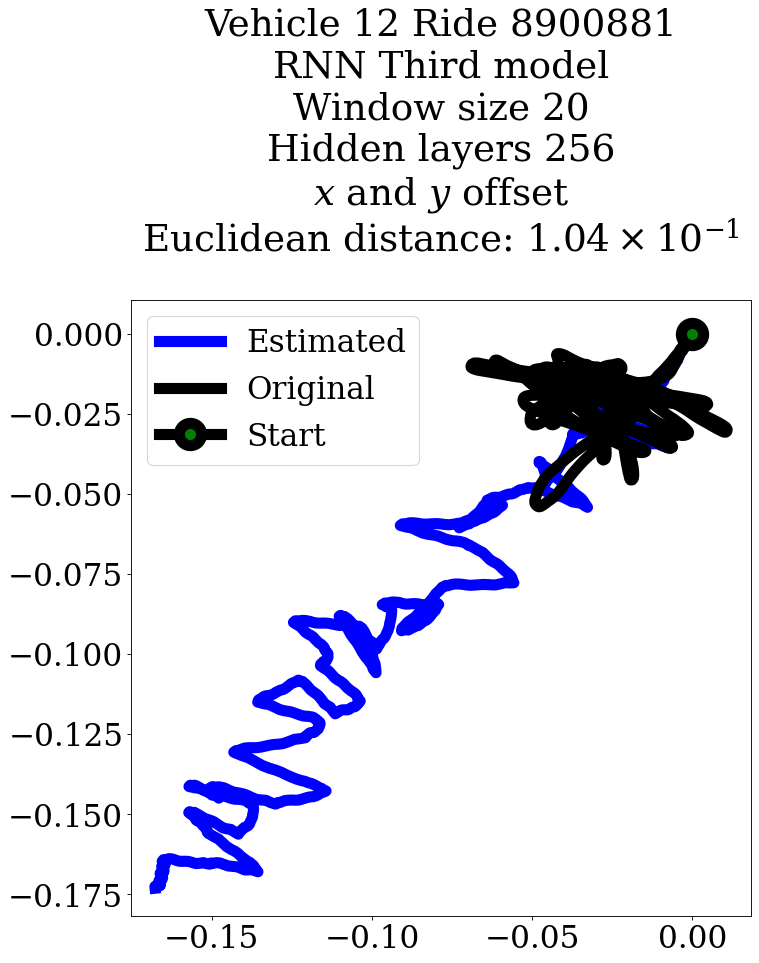 Vehicle 12 Ride 8900881
RNN Third model
Window size 20
Hidden layers 256
x and y offset
Euclidean distance: 1.04 × 10⁻¹
Estimated
Original
Start
0.000
−0.025
−0.050
−0.075
−0.100
−0.125
−0.150
−0.175
−0.15 −0.10 −0.05 0.00